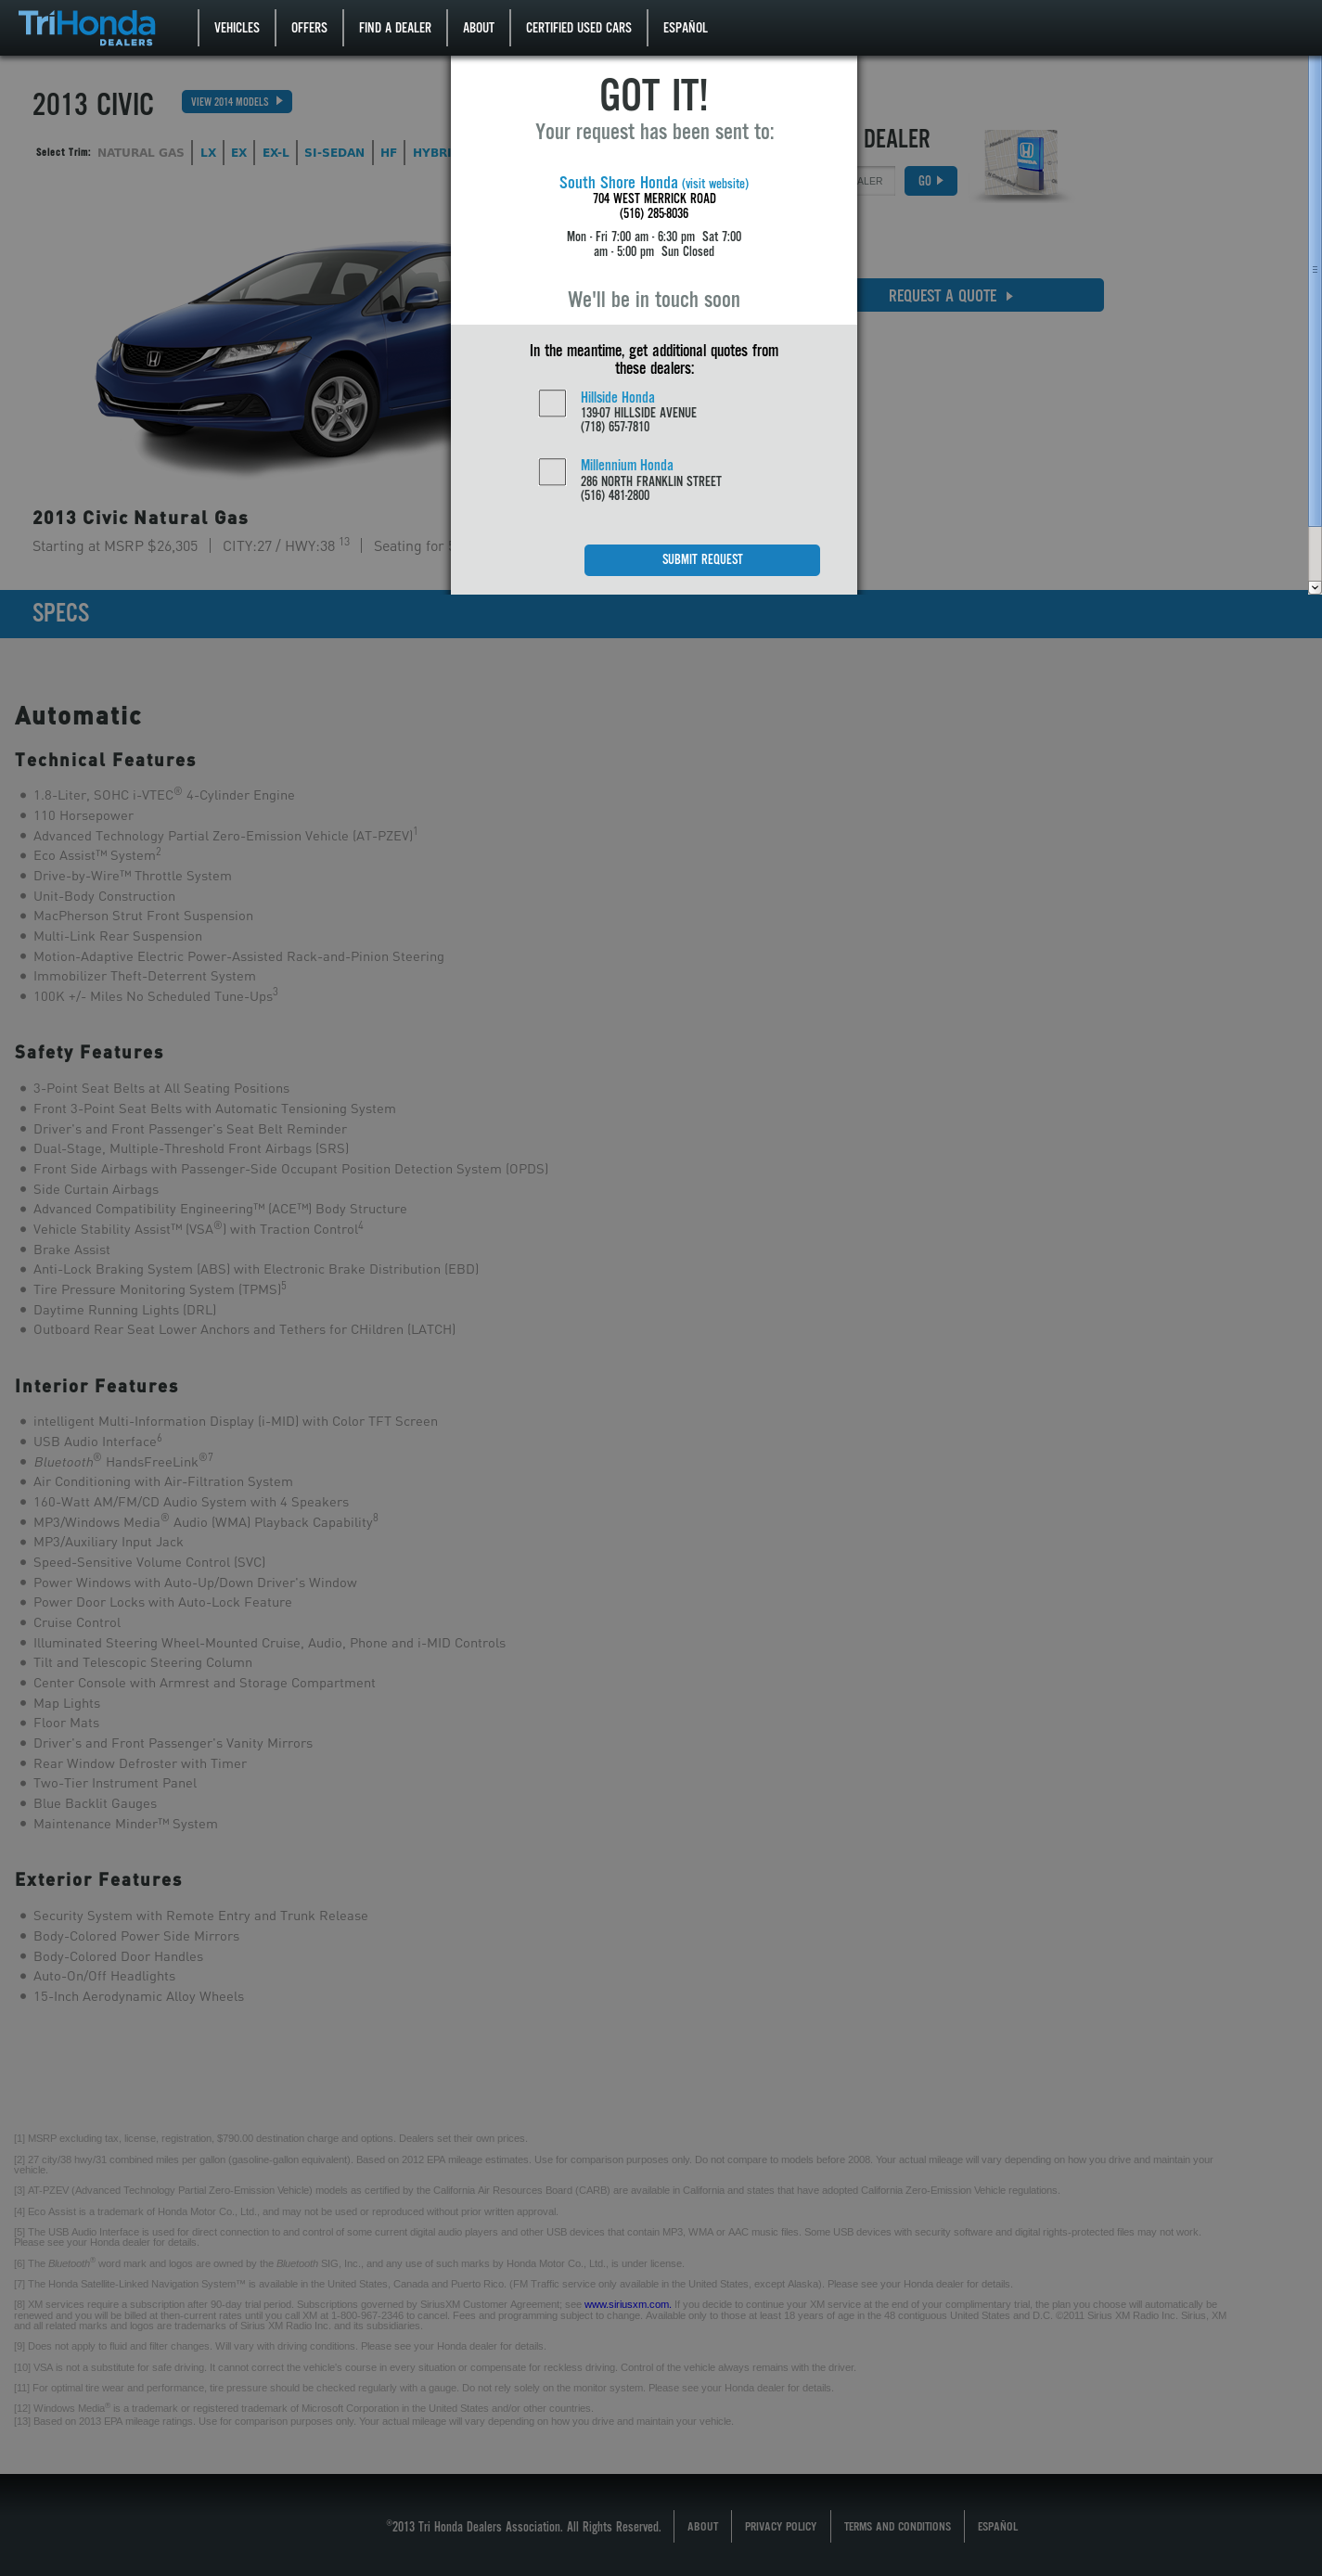 TriHonda
DEALERS
VEHICLES
OFFERS
FIND A DEALER
ABOUT
CERTIFIED USED CARS
ESPAÑOL
2013 CIVIC
VIEW 2014 MODELS
Select Trim: NATURAL GAS LX EX EX-L SI-SEDAN HF
DEALER
GO
REQUEST A QUOTE
GOT IT!
Your request has been sent to:
South Shore Honda (visit website)
704 WEST MERRICK ROAD
(516) 285-8036
Mon - Fri 7:00 am - 6:30 pm Sat 7:00
am - 5:00 pm Sun Closed
We'll be in touch soon
In the meantime, get additional quotes from
these dealers:
Hillside Honda
139-07 HILLSIDE AVENUE
(718) 657-7810
Millennium Honda
286 NORTH FRANKLIN STREET
(516) 481-2800
SUBMIT REQUEST
2013 Civic Natural Gas
Starting at MSRP $26,305 | CITY:27 / HWY:38 13 | Seating for
SPECS
Automatic
Technical Features
1.8-Liter, SOHC i-VTEC® 4-Cylinder Engine
110 Horsepower
Advanced Technology Partial Zero-Emission Vehicle (AT-PZEV)1
Eco Assist™ System2
Drive-by-Wire™ Throttle System
Unit-Body Construction
MacPherson Strut Front Suspension
Multi-Link Rear Suspension
Motion-Adaptive Electric Power-Assisted Rack-and-Pinion Steering
Immobilizer Theft-Deterrent System
100K +/- Miles No Scheduled Tune-Ups3
Safety Features
3-Point Seat Belts at All Seating Positions
Front 3-Point Seat Belts with Automatic Tensioning System
Driver's and Front Passenger's Seat Belt Reminder
Dual-Stage, Multiple-Threshold Front Airbags (SRS)
Front Side Airbags with Passenger-Side Occupant Position Detection System (OPDS)
Side Curtain Airbags
Advanced Compatibility Engineering™ (ACE™) Body Structure
Vehicle Stability Assist™ (VSA®) with Traction Control4
Brake Assist
Anti-Lock Braking System (ABS) with Electronic Brake Distribution (EBD)
Tire Pressure Monitoring System (TPMS)5
Daytime Running Lights (DRL)
Outboard Rear Seat Lower Anchors and Tethers for CHildren (LATCH)
Interior Features
intelligent Multi-Information Display (i-MID) with Color TFT Screen
USB Audio Interface6
Bluetooth® HandsFreeLink®7
Air Conditioning with Air-Filtration System
160-Watt AM/FM/CD Audio System with 4 Speakers
MP3/Windows Media® Audio (WMA) Playback Capability8
MP3/Auxiliary Input Jack
Speed-Sensitive Volume Control (SVC)
Power Windows with Auto-Up/Down Driver's Window
Power Door Locks with Auto-Lock Feature
Cruise Control
Illuminated Steering Wheel-Mounted Cruise, Audio, Phone and i-MID Controls
Tilt and Telescopic Steering Column
Center Console with Armrest and Storage Compartment
Map Lights
Floor Mats
Driver's and Front Passenger's Vanity Mirrors
Rear Window Defroster with Timer
Two-Tier Instrument Panel
Blue Backlit Gauges
Maintenance Minder™ System
Exterior Features
Security System with Remote Entry and Trunk Release
Body-Colored Power Side Mirrors
Body-Colored Door Handles
Auto-On/Off Headlights
15-Inch Aerodynamic Alloy Wheels
[1] MSRP excluding tax, license, registration, $790.00 destination charge and options. Dealers set their own prices.
[2] 27 city/38 hwy/31 combined miles per gallon (gasoline-gallon equivalent). Based on 2012 EPA mileage estimates. Use for comparison purposes only. Do not compare to models before 2008. Your actual mileage will vary depending on how you drive and maintain your
vehicle.
[3] AT-PZEV (Advanced Technology Partial Zero-Emission Vehicle) models as certified by the California Air Resources Board (CARB) are available in California and states that have adopted California Zero-Emission Vehicle regulations.
[4] Eco Assist is a trademark of Honda Motor Co., Ltd., and may not be used or reproduced without prior written approval.
[5] The USB Audio Interface is used for direct connection to and control of some current digital audio players and other USB devices that contain MP3, WMA or AAC music files. Some USB devices with security software and digital rights-protected files may not work.
Please see your Honda dealer for details.
[6] The Bluetooth® word mark and logos are owned by the Bluetooth SIG, Inc., and any use of such marks by Honda Motor Co., Ltd., is under license.
[7] The Honda Satellite-Linked Navigation System™ is available in the United States, Canada and Puerto Rico. (FM Traffic service only available in the United States, except Alaska). Please see your Honda dealer for details.
[8] XM services require a subscription after 90-day trial period. Subscriptions governed by SiriusXM Customer Agreement; see www.siriusxm.com. If you decide to continue your XM service at the end of your complimentary trial, the plan you choose will automatically be
renewed and you will be billed at then-current rates until you call XM at 1-800-967-2346 to cancel. Fees and programming subject to change. Available only to those at least 18 years of age in the 48 contiguous United States and D.C. ©2011 Sirius XM Radio Inc. Sirius, XM
and all related marks and logos are trademarks of Sirius XM Radio Inc. and its subsidiaries.
[9] Does not apply to fluid and filter changes. Will vary with driving conditions. Please see your Honda dealer for details.
[10] VSA is not a substitute for safe driving. It cannot correct the vehicle's course in every situation or compensate for reckless driving. Control of the vehicle always remains with the driver.
[11] For optimal tire wear and performance, tire pressure should be checked regularly with a gauge. Do not rely solely on the monitor system. Please see your Honda dealer for details.
[12] Windows Media® is a trademark or registered trademark of Microsoft Corporation in the United States and/or other countries.
[13] Based on 2013 EPA mileage ratings. Use for comparison purposes only. Your actual mileage will vary depending on how you drive and maintain your vehicle.
®2013 Tri Honda Dealers Association. All Rights Reserved.
ABOUT
PRIVACY POLICY
TERMS AND CONDITIONS
ESPAÑOL